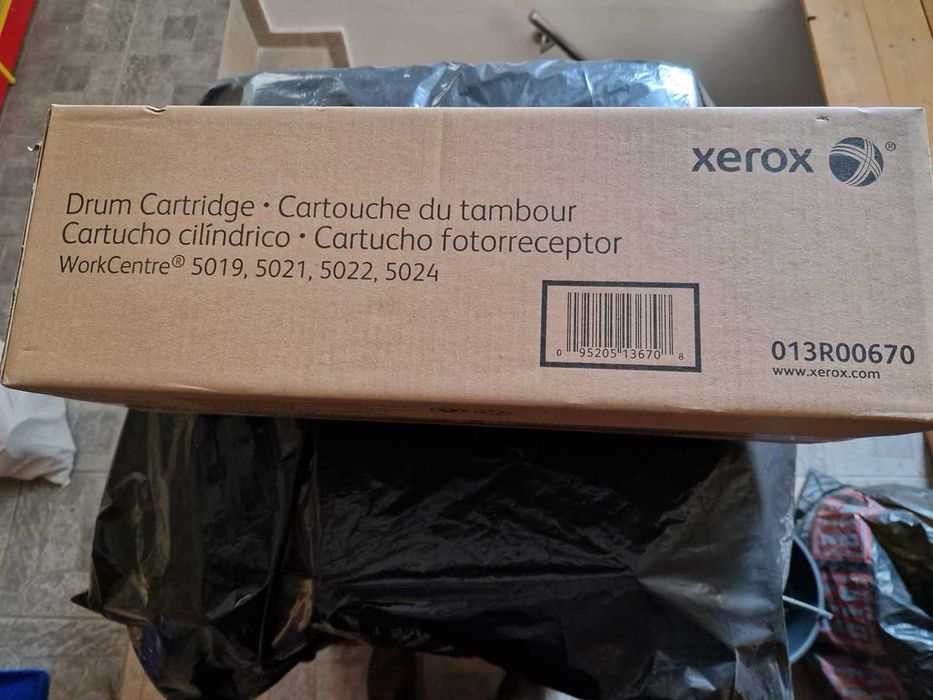 xerox ®
Drum Cartridge • Cartouche du tambour
Cartucho cilíndrico • Cartucho fotorreceptor
WorkCentre® 5019, 5021, 5022, 5024
0 95205 13670 8
013R00670
www.xerox.com